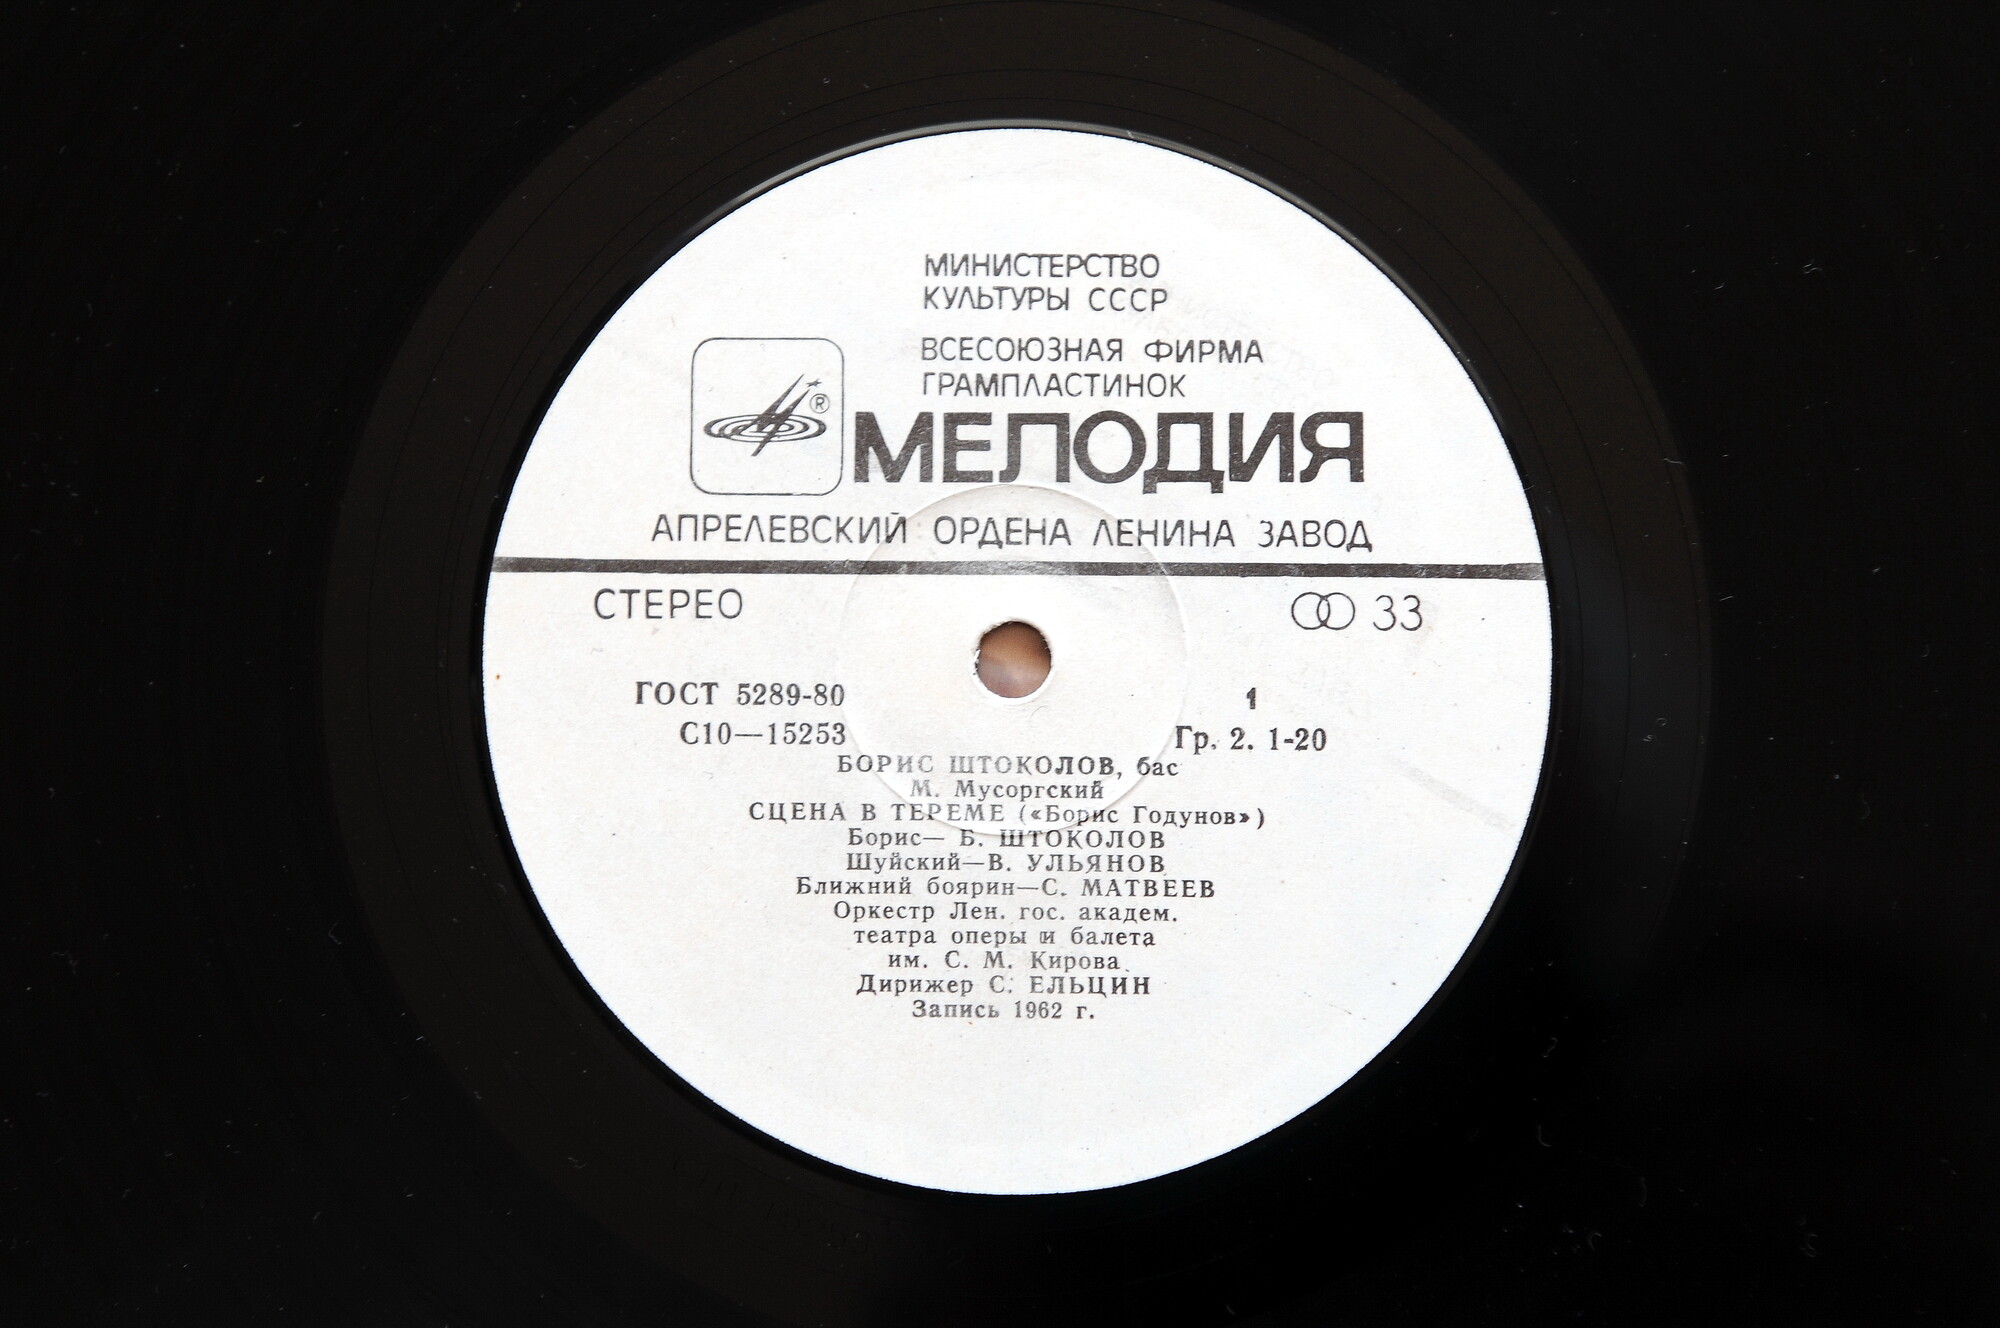 МИНИСТЕРСТВО
КУЛЬТУРЫ СССР
ВСЕСОЮЗНАЯ ФИРМА
ГРАМПЛАСТИНОК
®
МЕЛОДИЯ
АПРЕЛЕВСКИЙ ОРДЕНА ЛЕНИНА ЗАВОД
СТЕРЕО 33
ГОСТ 5289-80 1
С10—15253 Гр. 2. 1-20
БОРИС ШТОКОЛОВ, бас
М. Мусоргский
СЦЕНА В ТЕРЕМЕ («Борис Годунов»)
Борис— Б. ШТОКОЛОВ
Шуйский—В. УЛЬЯНОВ
Ближний боярин—С. МАТВЕЕВ
Оркестр Лен. гос. академ.
театра оперы и балета
им. С. М. Кирова
Дирижер С. ЕЛЬЦИН
Запись 1962 г.